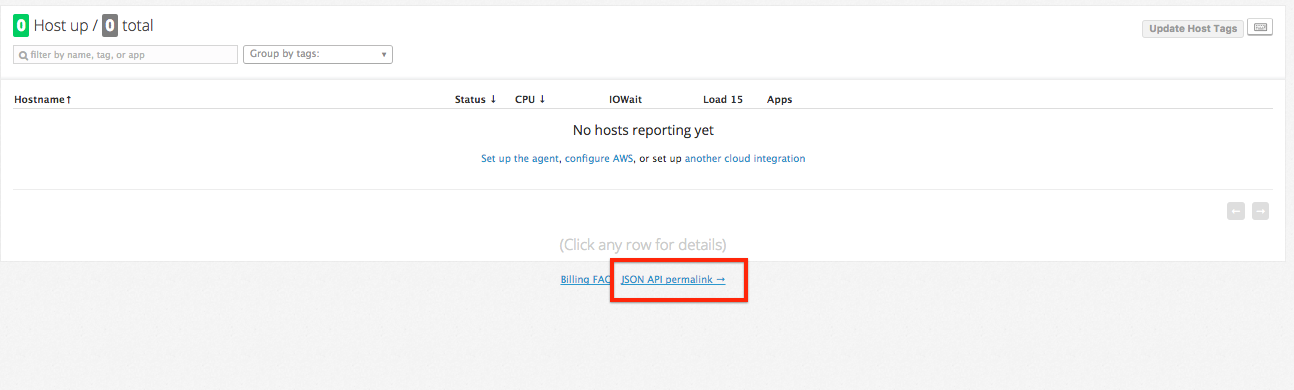 0 Host up / 0 total
Update Host Tags
filter by name, tag, or app
Group by tags:
Hostname↑ Status ↓ CPU ↓ IOWait Load 15 Apps
No hosts reporting yet
Set up the agent, configure AWS, or set up another cloud integration
← →
(Click any row for details)
Billing FAQ JSON API permalink →